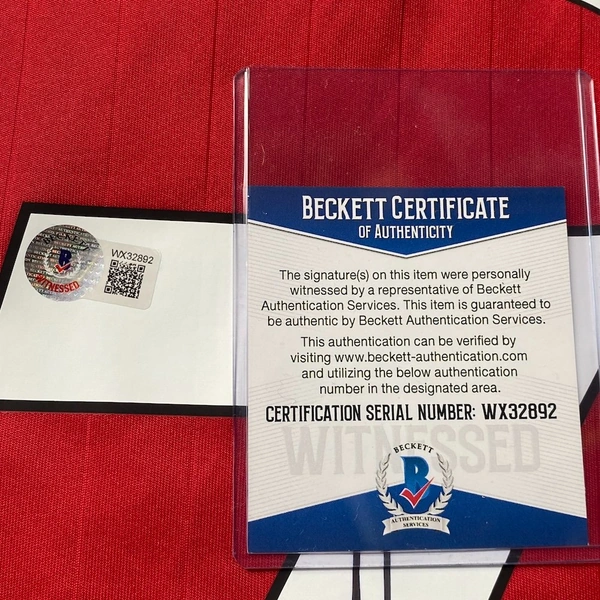 WX32892
WITNESSED
BECKETT CERTIFICATE
OF AUTHENTICITY
The signature(s) on this item were personally
witnessed by a representative of Beckett
Authentication Services. This item is guaranteed to
be authentic by Beckett Authentication Services.
This authentication can be verified by
visiting www.beckett-authentication.com
and utilizing the below authentication
number in the designated area.
CERTIFICATION SERIAL NUMBER: WX32892
WITNESSED
BECKETT
B
AUTHENTICATION
SERVICES